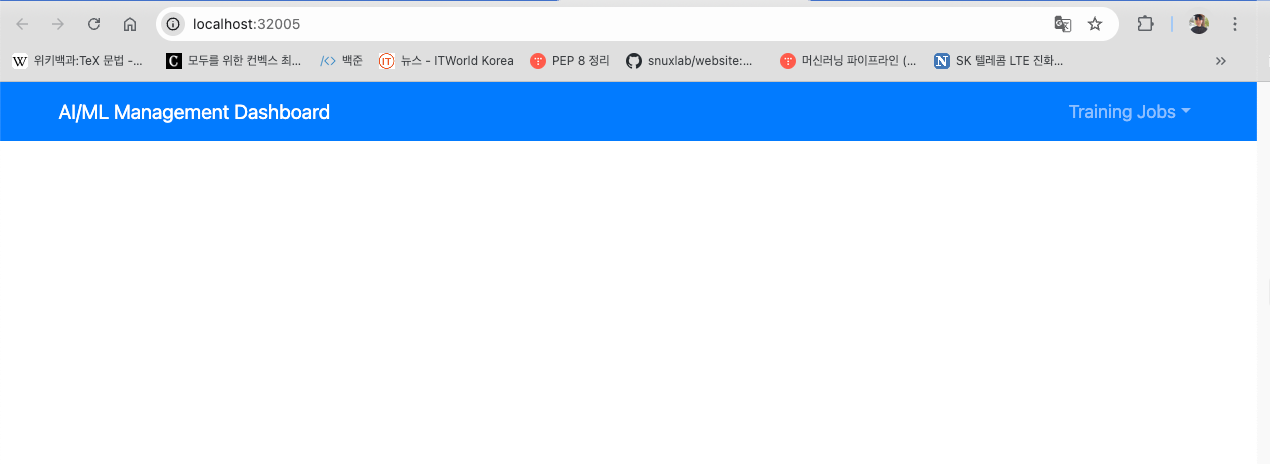 localhost:32005
위키백과:TeX 문법 -...
모두를 위한 컨벡스 최...
백준
뉴스 - ITWorld Korea
PEP 8 정리
snuxlab/website:...
머신러닝 파이프라인 (...
SK 텔레콤 LTE 진화...
AI/ML Management Dashboard
Training Jobs